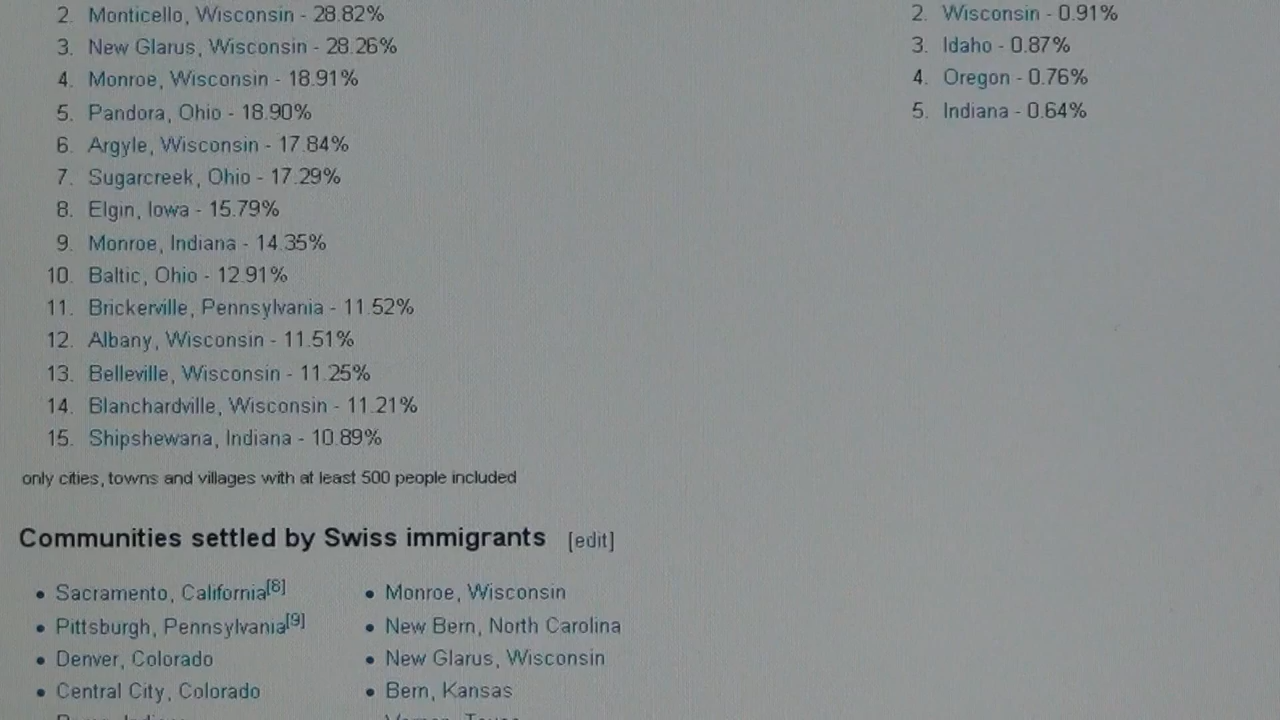 2. Monticello, Wisconsin - 28.82%
3. New Glarus, Wisconsin - 28.26%
4. Monroe, Wisconsin - 18.91%
5. Pandora, Ohio - 18.90%
6. Argyle, Wisconsin - 17.84%
7. Sugarcreek, Ohio - 17.29%
8. Elgin, Iowa - 15.79%
9. Monroe, Indiana - 14.35%
10. Baltic, Ohio - 12.91%
11. Brickerville, Pennsylvania - 11.52%
12. Albany, Wisconsin - 11.51%
13. Belleville, Wisconsin - 11.25%
14. Blanchardville, Wisconsin - 11.21%
15. Shipshewana, Indiana - 10.89%
only cities, towns and villages with at least 500 people included
2. Wisconsin - 0.91%
3. Idaho - 0.87%
4. Oregon - 0.76%
5. Indiana - 0.64%
Communities settled by Swiss immigrants [edit]
• Sacramento, California[8]
• Pittsburgh, Pennsylvania[9]
• Denver, Colorado
• Central City, Colorado
• Monroe, Wisconsin
• New Bern, North Carolina
• New Glarus, Wisconsin
• Bern, Kansas